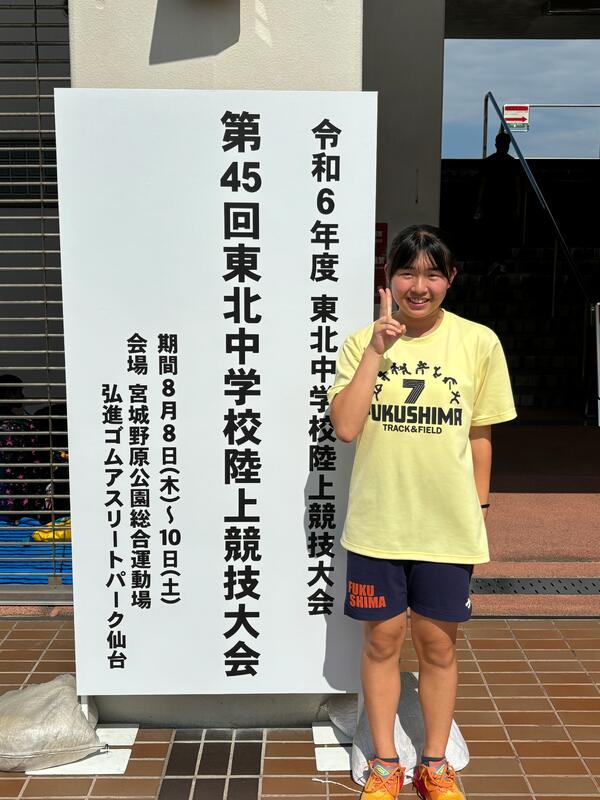 令和6年度 東北中学校陸上競技大会
第45回東北中学校陸上競技大会
期間 8月8日(木)～10日(土)
会場 宮城野原公園総合運動場
弘進ゴムアスリートパーク仙台
7
FUKUSHIMA
TRACK&FIELD
FUKU
SHIMA